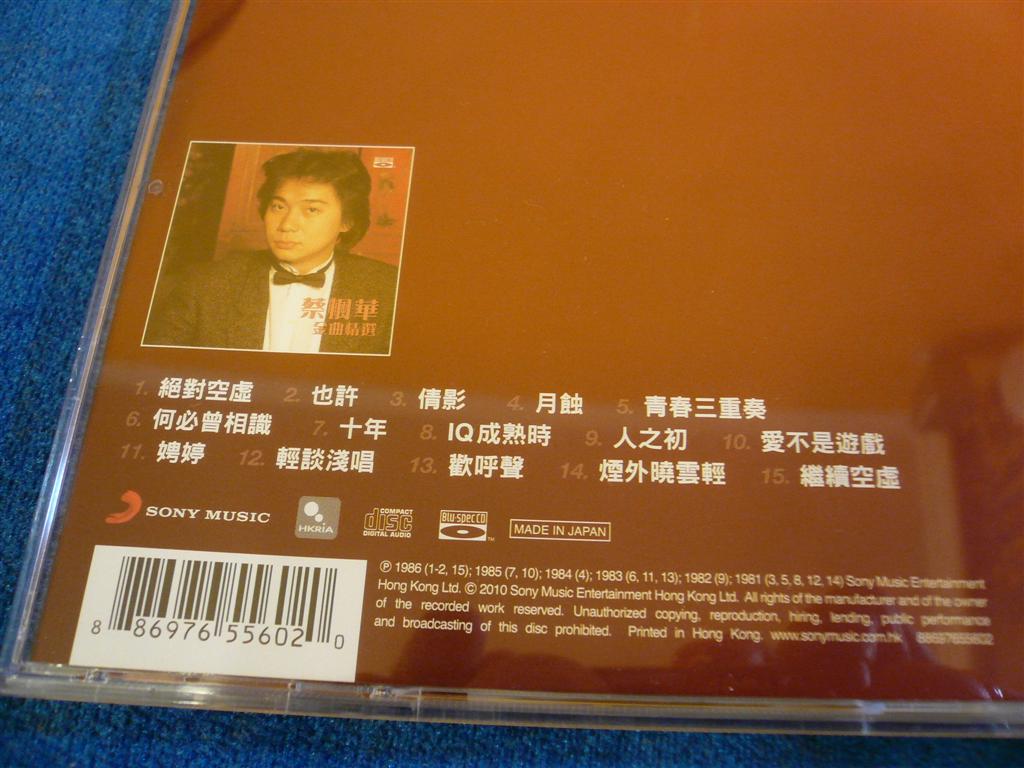 蔡楓華
金曲精選
1. 絕對空虛 2. 也許 3. 倩影 4. 月蝕 5. 青春三重奏
6. 何必曾相識 7. 十年 8. IQ成熟時 9. 人之初 10. 愛不是遊戲
11. 娉婷 12. 輕談淺唱 13. 歡呼聲 14. 煙外曉雲輕 15. 繼續空虛
SONY MUSIC HKRIA COMPACT disc DIGITAL AUDIO BLU-SPEC CD TM MADE IN JAPAN
℗ 1986 (1-2, 15); 1985 (7, 10); 1984 (4); 1983 (6, 11, 13); 1982 (9); 1981 (3, 5, 8, 12, 14) Sony Music Entertainment
Hong Kong Ltd. © 2010 Sony Music Entertainment Hong Kong Ltd. All rights of the manufacturer and of the owner
of the recorded work reserved. Unauthorized copying, reproduction, hiring, lending, public performance
and broadcasting of this disc prohibited. Printed in Hong Kong. www.sonymusic.com.hk 88697655602
8 86976 55602 0